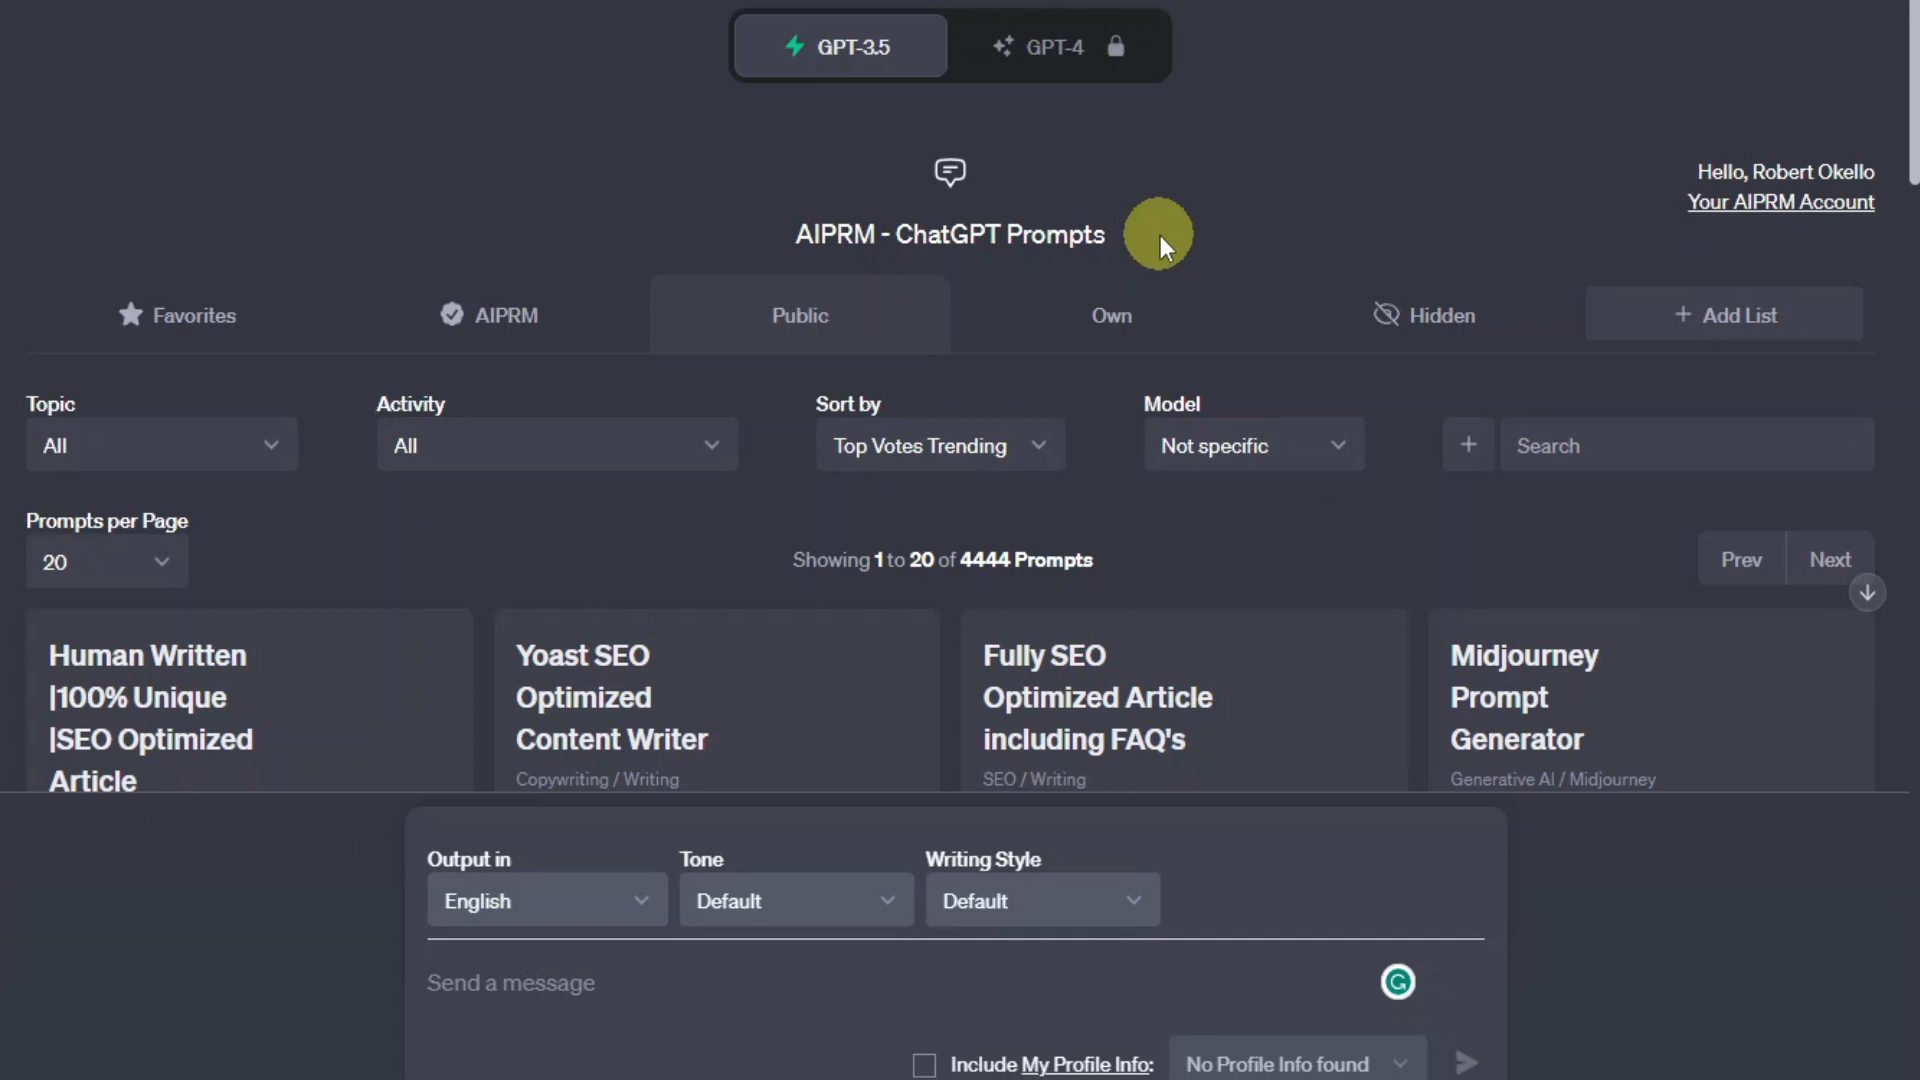 GPT-3.5 GPT-4
Hello, Robert Okello
Your AIPRM Account
AIPRM - ChatGPT Prompts
Favorites AIPRM Public Own Hidden + Add List
Topic Activity Sort by Model
All All Top Votes Trending Not specific + Search
Prompts per Page
20 Showing 1 to 20 of 4444 Prompts Prev Next
Human Written
|100% Unique
|SEO Optimized
Article
Yoast SEO
Optimized
Content Writer
Copywriting / Writing
Fully SEO
Optimized Article
including FAQ's
SEO / Writing
Midjourney
Prompt
Generator
Generative AI / Midjourney
Output in Tone Writing Style
English Default Default
Send a message
Include My Profile Info: No Profile Info found